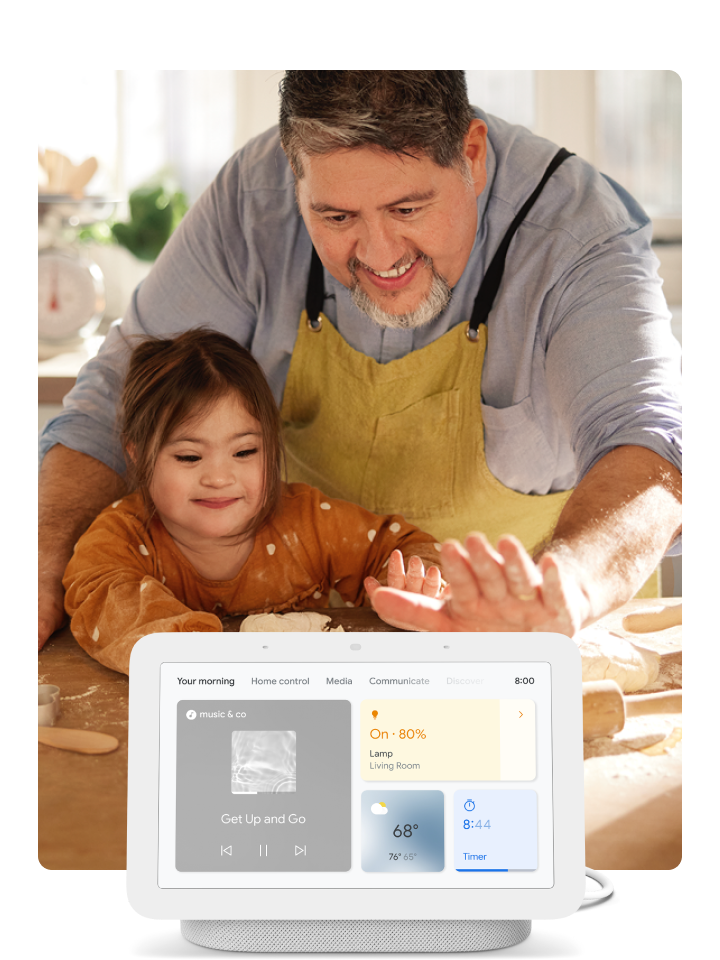 Your morning Home control Media Communicate Discover 8:00
music & co
Get Up and Go
On · 80%
Lamp
Living Room
68°
76° 65°
8:44
Timer